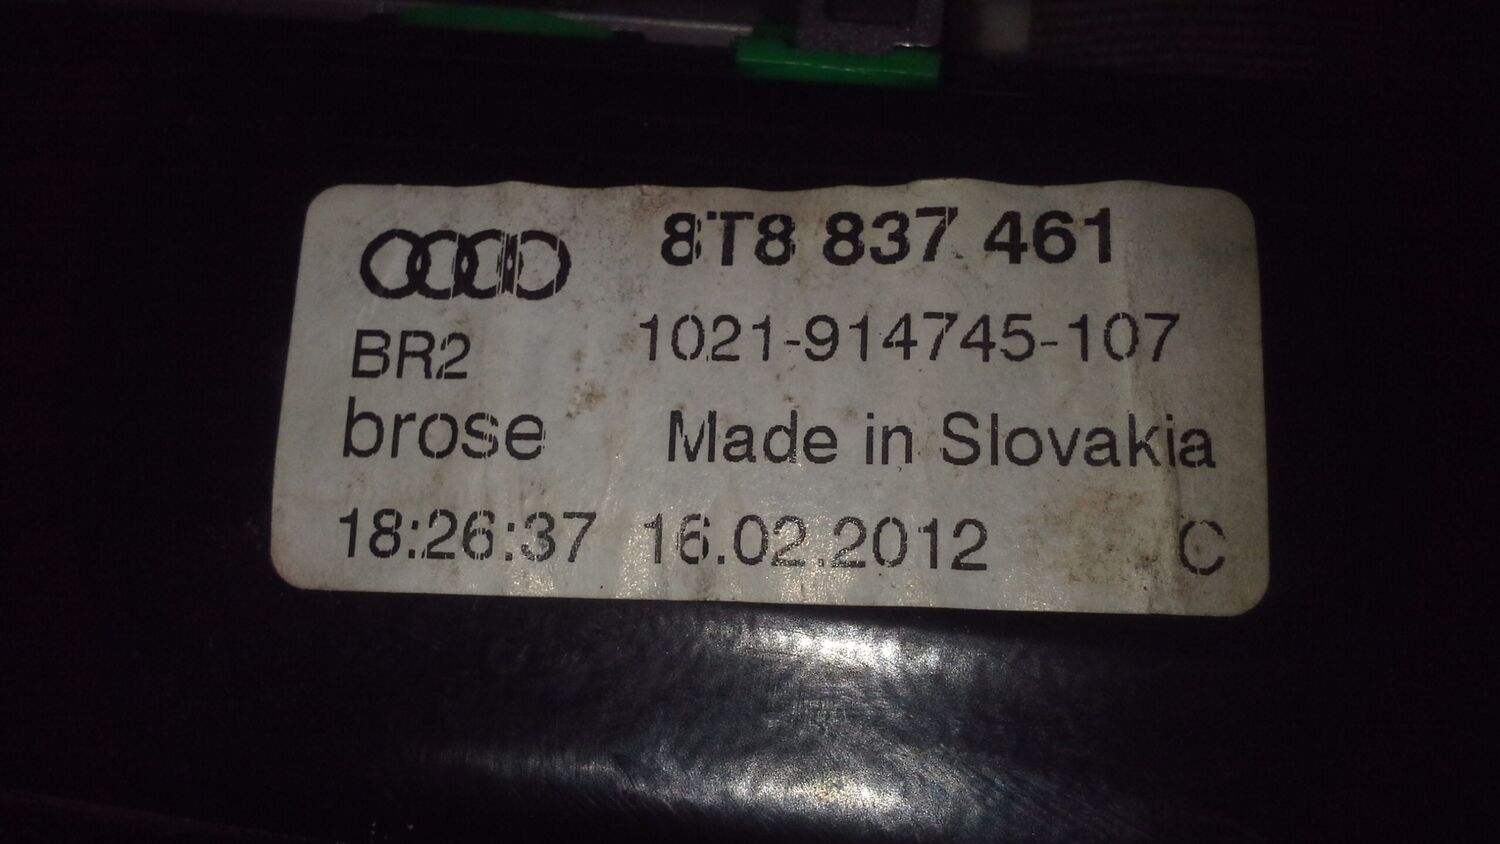 8T8 837 461
BR2 1021-914745-107
brose Made in Slovakia
18:26:37 16.02.2012 C